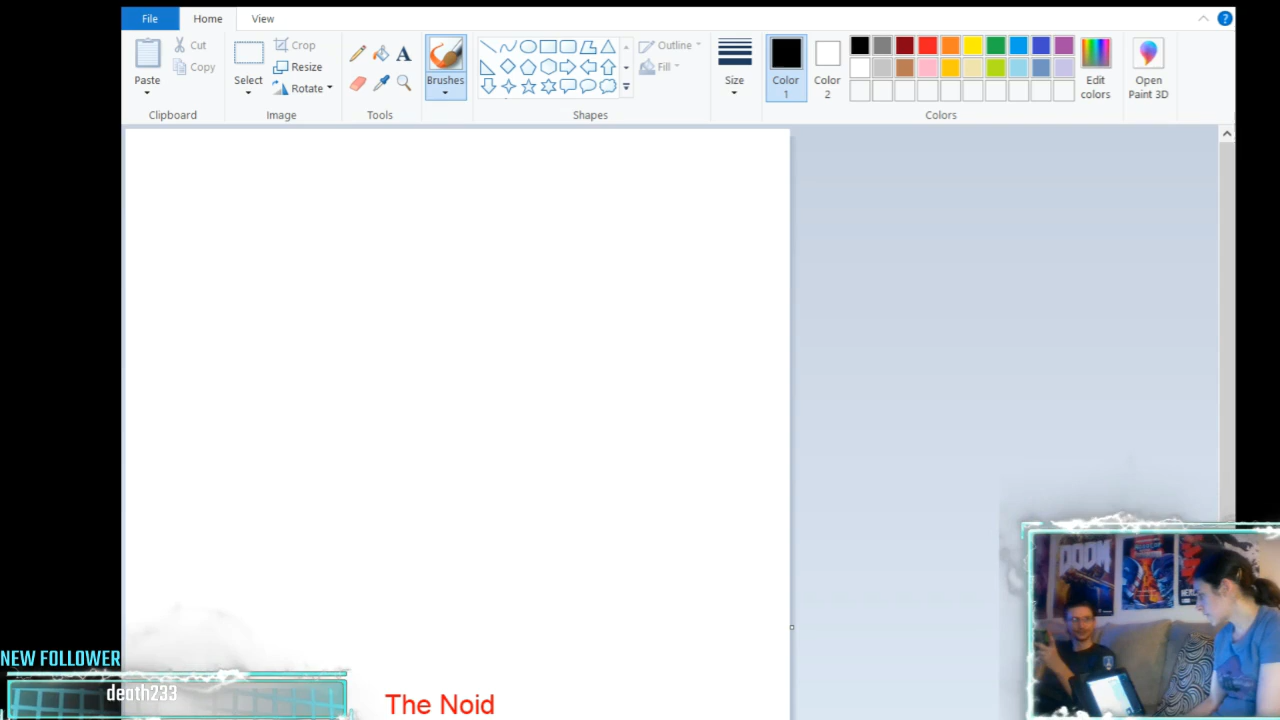 File Home View
Cut Crop Outline
Copy Resize Fill
Paste Select Rotate Brushes Size Color 1 Color 2 Edit colors Open Paint 3D
Clipboard Image Tools Shapes Colors
DOOM
NEW FOLLOWER
death233
The Noid